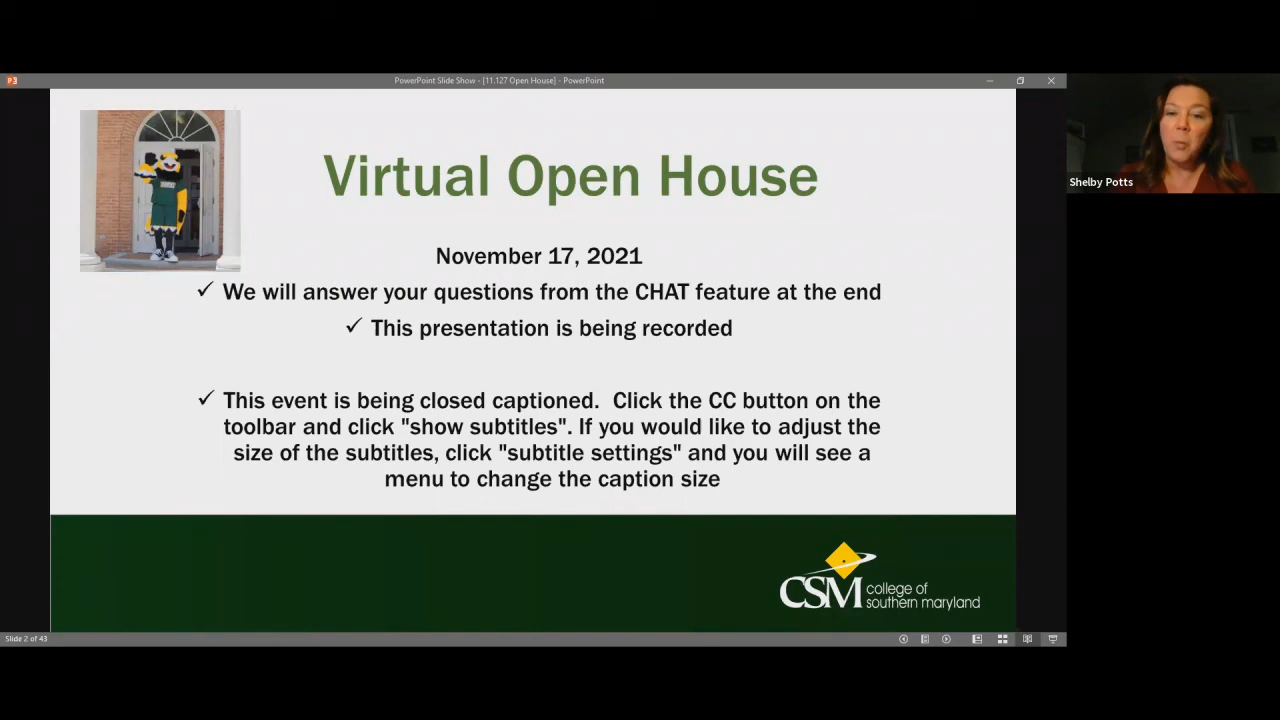 PowerPoint Slide Show - [11.127 Open House] - PowerPoint
Virtual Open House
Shelby Potts
November 17, 2021
✓ We will answer your questions from the CHAT feature at the end
✓ This presentation is being recorded
✓ This event is being closed captioned. Click the CC button on the
toolbar and click "show subtitles". If you would like to adjust the
size of the subtitles, click "subtitle settings" and you will see a
menu to change the caption size
CSM college of
southern maryland
Slide 2 of 43